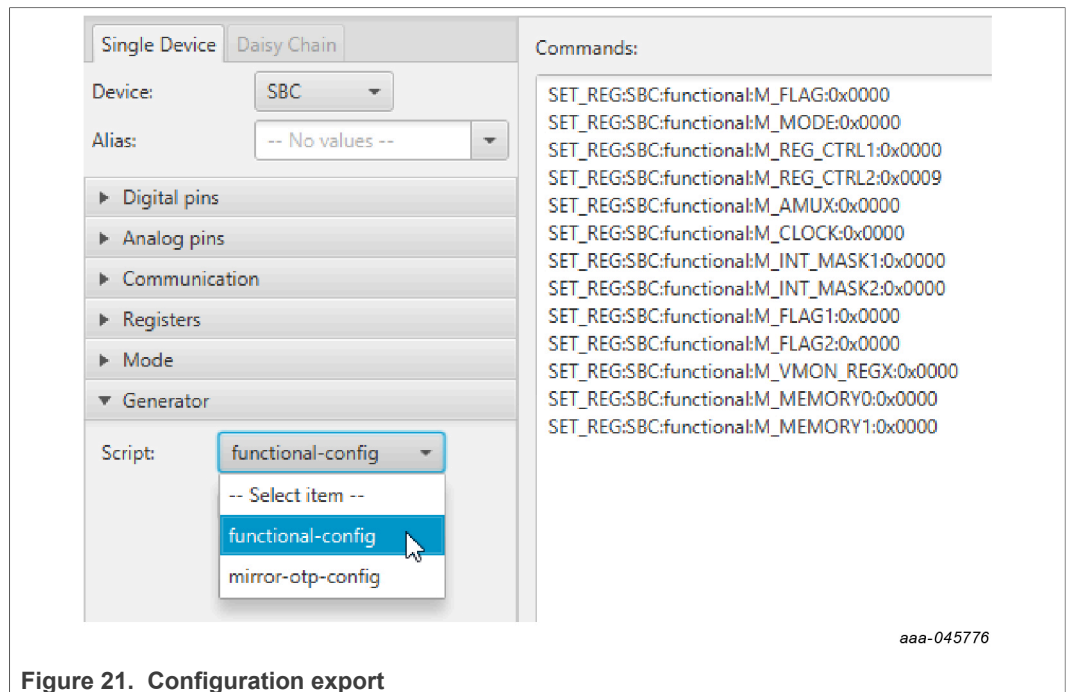 Single Device
Daisy Chain
Device:
SBC
Alias:
-- No values --
Digital pins
Analog pins
Communication
Registers
Mode
Generator
Script:
functional-config
-- Select item --
functional-config
mirror-otp-config
Commands:
SET_REG:SBC:functional:M_FLAG:0x0000
SET_REG:SBC:functional:M_MODE:0x0000
SET_REG:SBC:functional:M_REG_CTRL1:0x0000
SET_REG:SBC:functional:M_REG_CTRL2:0x0009
SET_REG:SBC:functional:M_AMUX:0x0000
SET_REG:SBC:functional:M_CLOCK:0x0000
SET_REG:SBC:functional:M_INT_MASK1:0x0000
SET_REG:SBC:functional:M_INT_MASK2:0x0000
SET_REG:SBC:functional:M_FLAG1:0x0000
SET_REG:SBC:functional:M_FLAG2:0x0000
SET_REG:SBC:functional:M_VMON_REGX:0x0000
SET_REG:SBC:functional:M_MEMORY0:0x0000
SET_REG:SBC:functional:M_MEMORY1:0x0000
aaa-045776
Figure 21. Configuration export